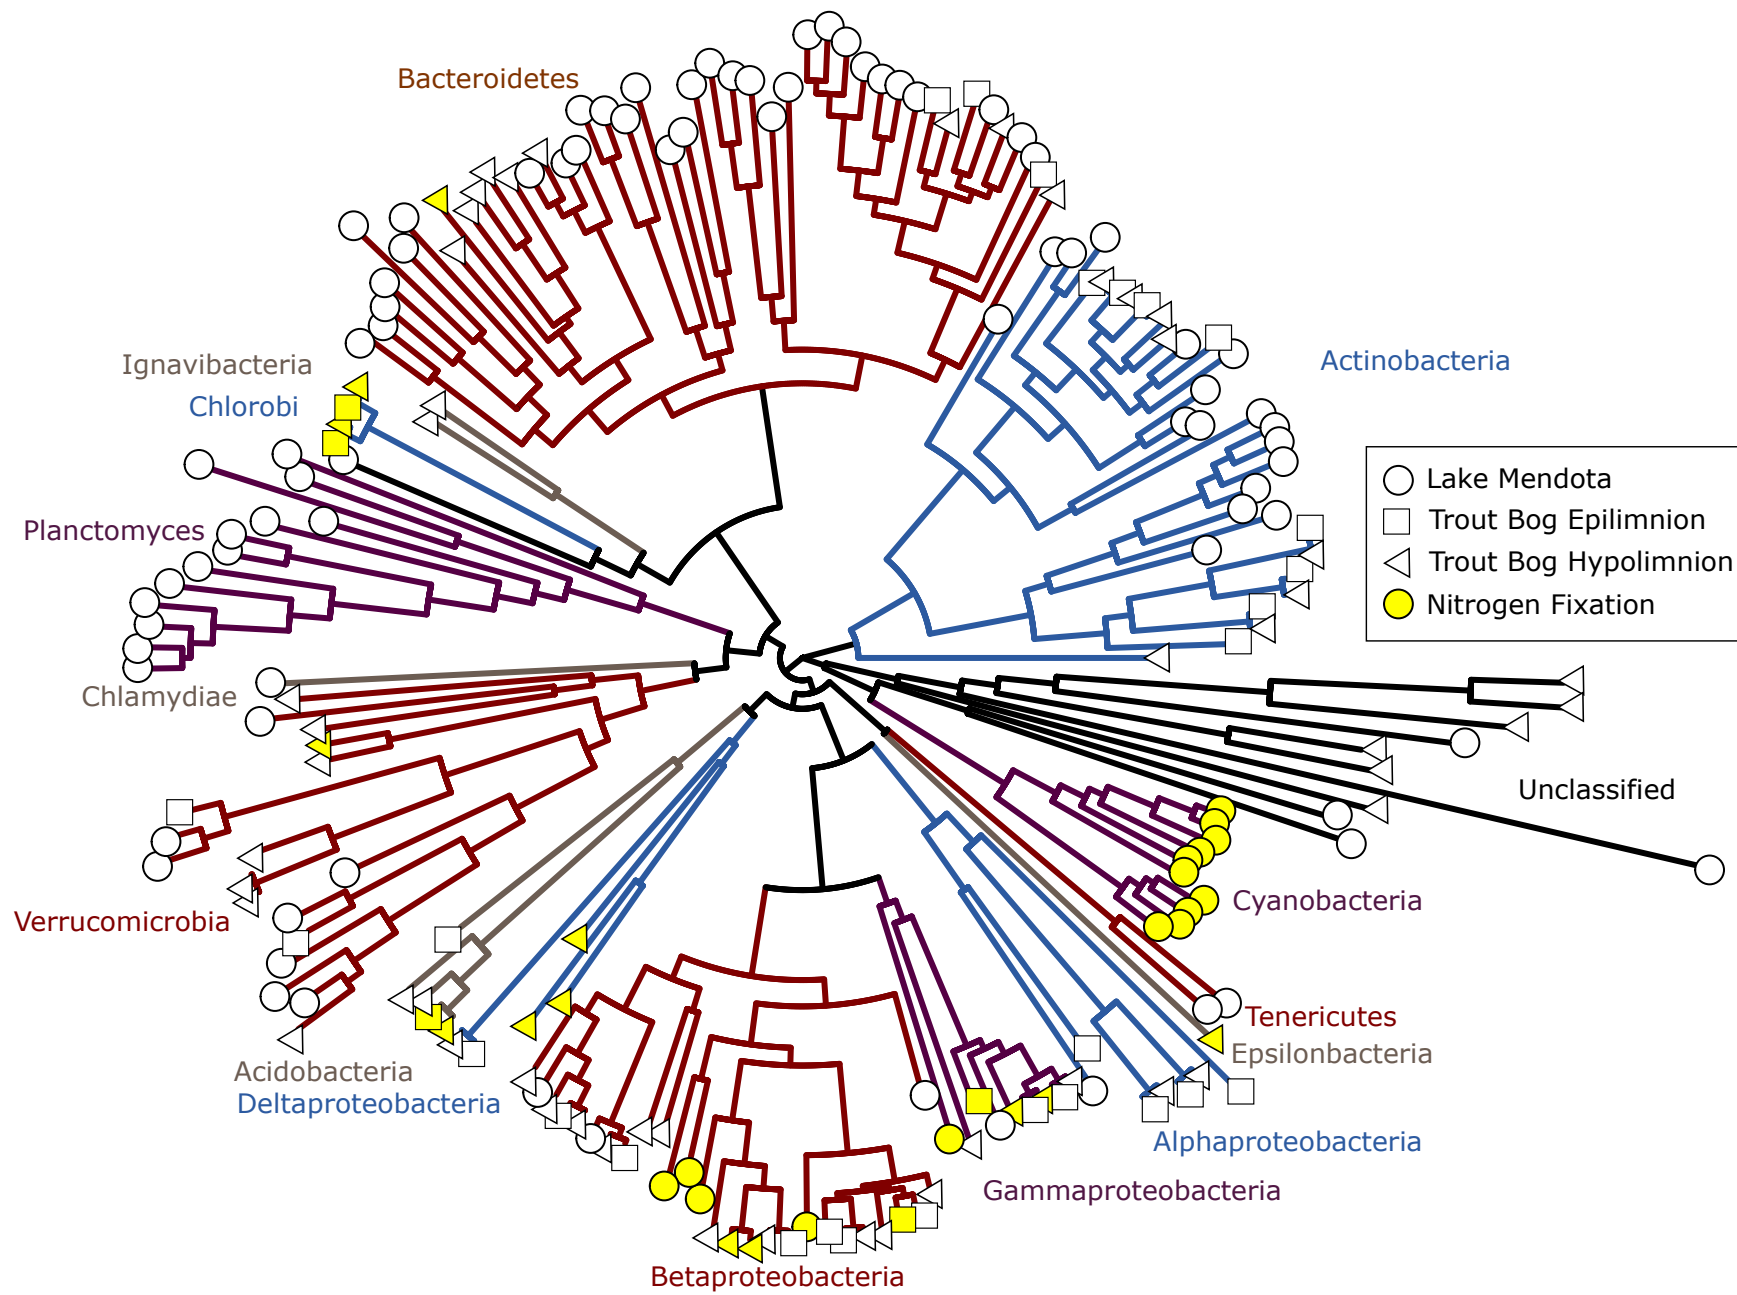 Bacteroidetes
Ignavibacteria
Chlorobi
Actinobacteria
Lake Mendota
Trout Bog Epilimnion
Trout Bog Hypolimnion
Nitrogen Fixation
Planctomyces
Chlamydiae
Unclassified
Verrucomicrobia
Cyanobacteria
Tenericutes
Epsilonbacteria
Acidobacteria
Deltaproteobacteria
Alphaproteobacteria
Gammaproteobacteria
Betaproteobacteria